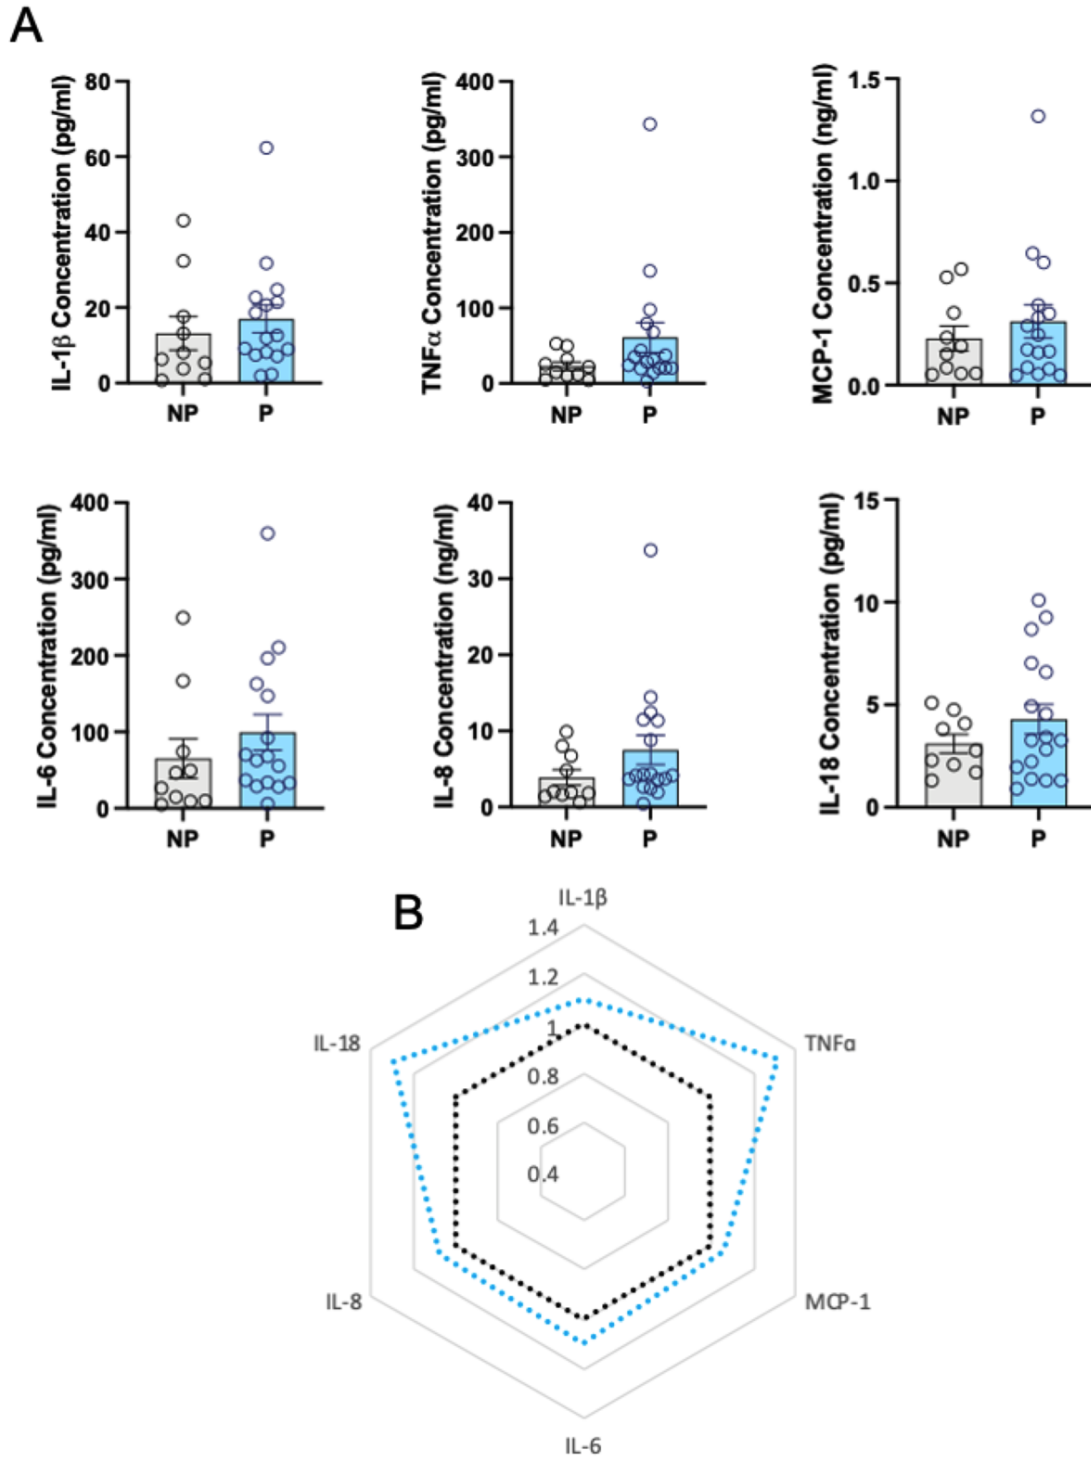 A
IL-1β Concentration (pg/ml)
80
60
40
20
0
NP P
TNFα Concentration (pg/ml)
400
300
200
100
0
NP P
MCP-1 Concentration (ng/ml)
1.5
1.0
0.5
0.0
NP P
IL-6 Concentration (pg/ml)
400
300
200
100
0
NP P
IL-8 Concentration (ng/ml)
40
30
20
10
0
NP P
IL-18 Concentration (pg/ml)
15
10
5
0
NP P
B
IL-1β
1.4
1.2
1
0.8
0.6
0.4
IL-18
TNFα
IL-8
MCP-1
IL-6